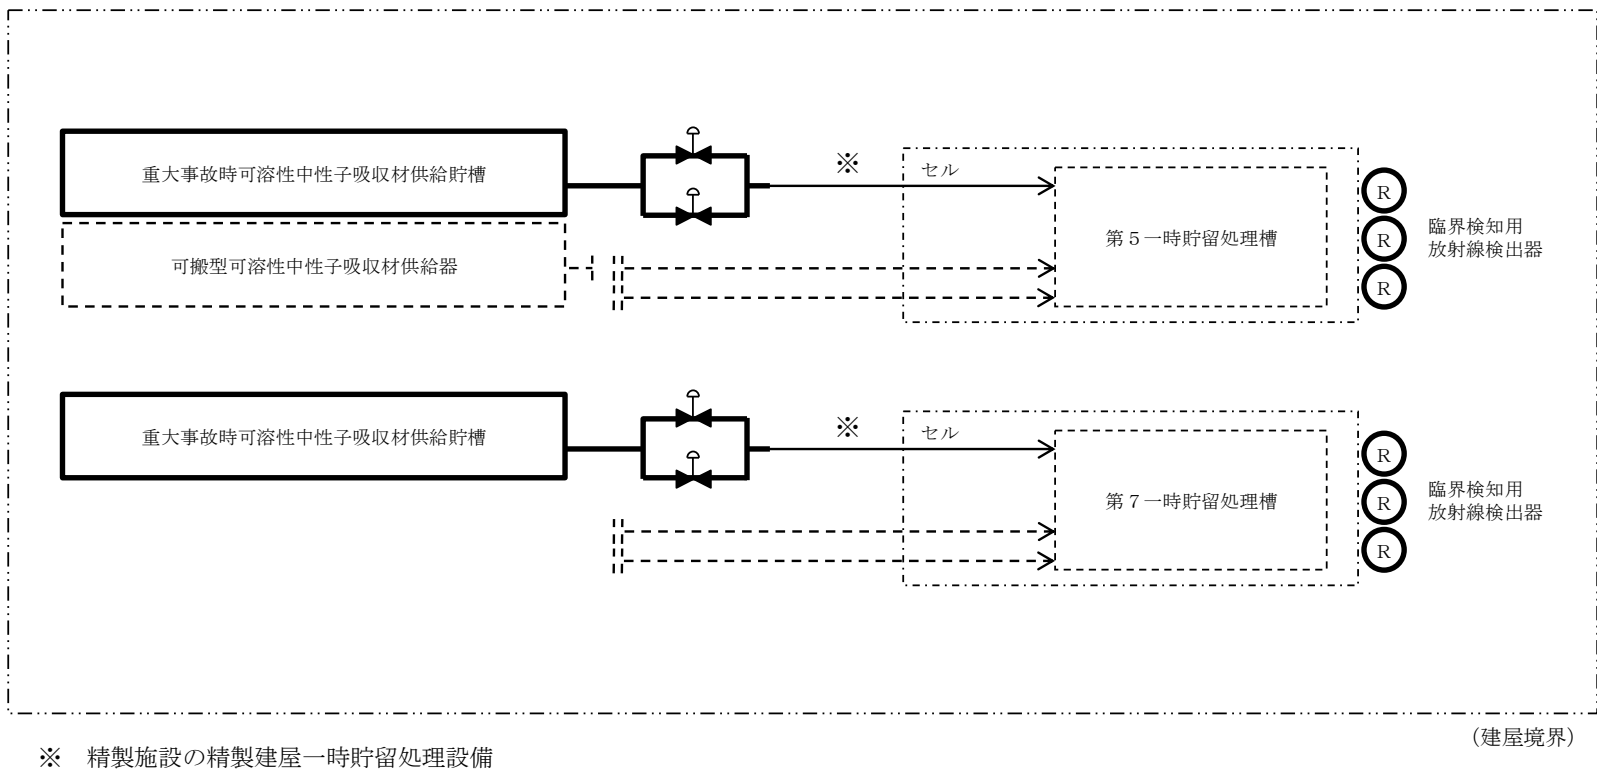 重大事故時可溶性中性子吸収材供給貯槽
※
セル
R
第５一時貯留処理槽
R
臨界検知用
放射線検出器
可搬型可溶性中性子吸収材供給器
R
重大事故時可溶性中性子吸収材供給貯槽
※
セル
R
第７一時貯留処理槽
R
臨界検知用
放射線検出器
R
（建屋境界）
※　精製施設の精製建屋一時貯留処理設備